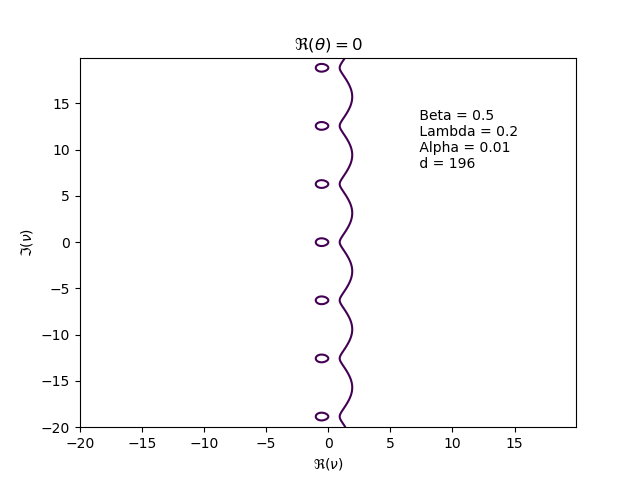 ℜ(θ) = 0
15
10
5
0
−5
−10
−15
−20
ℑ(ν)
Beta = 0.5
Lambda = 0.2
Alpha = 0.01
d = 196
−20 −15 −10 −5 0 5 10 15
ℜ(ν)